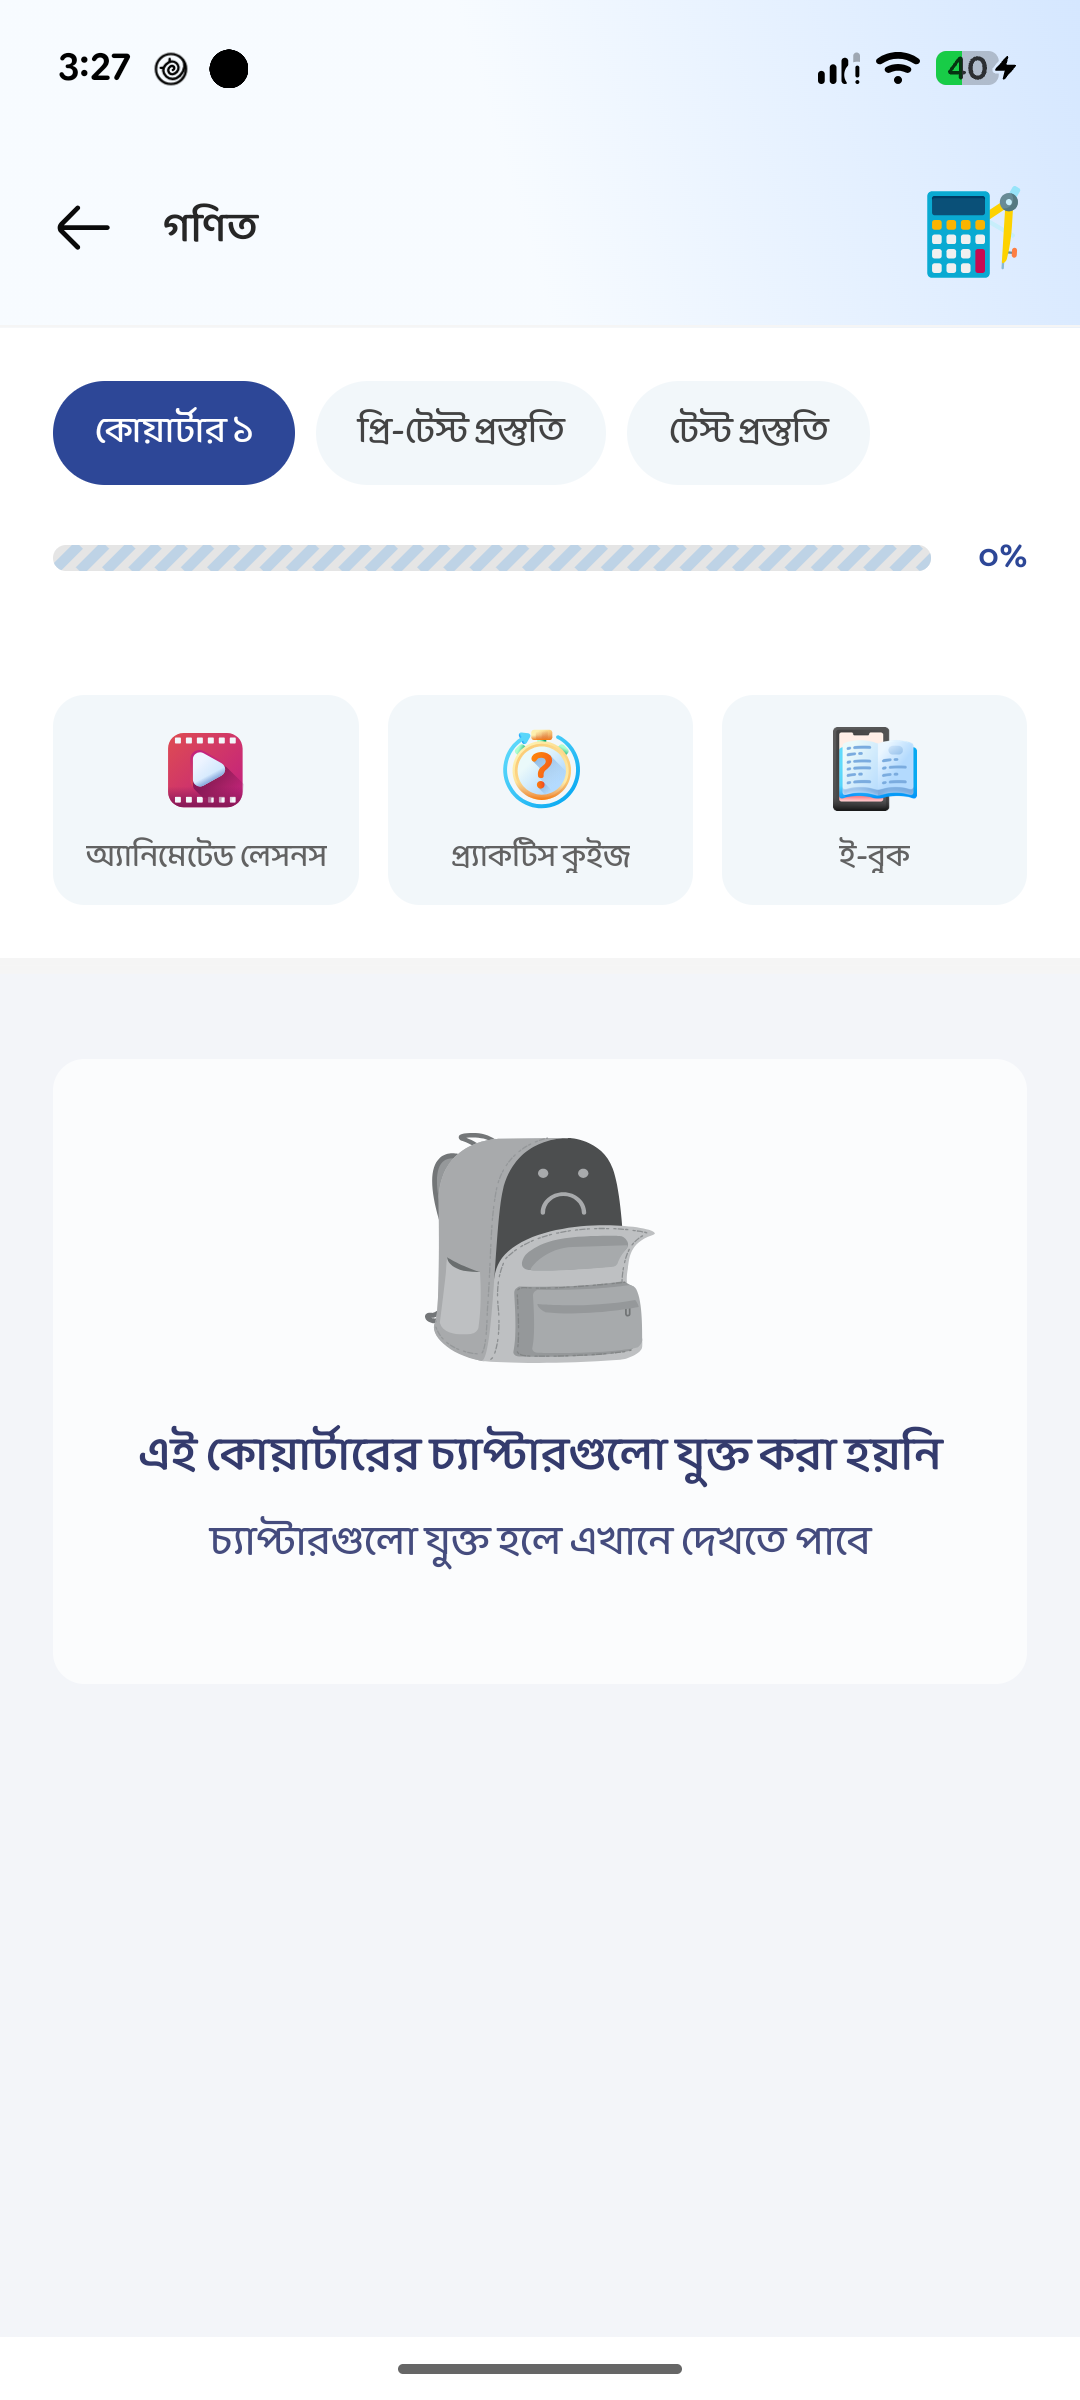 3:27
40
গণিত
কোয়ার্টার ১
প্রি-টেস্ট প্রস্তুতি
টেস্ট প্রস্তুতি
০%
অ্যানিমেটেড লেসনস
প্র্যাকটিস কুইজ
ই-বুক
এই কোয়ার্টারের চ্যাপ্টারগুলো যুক্ত করা হয়নি
চ্যাপ্টারগুলো যুক্ত হলে এখানে দেখতে পাবে